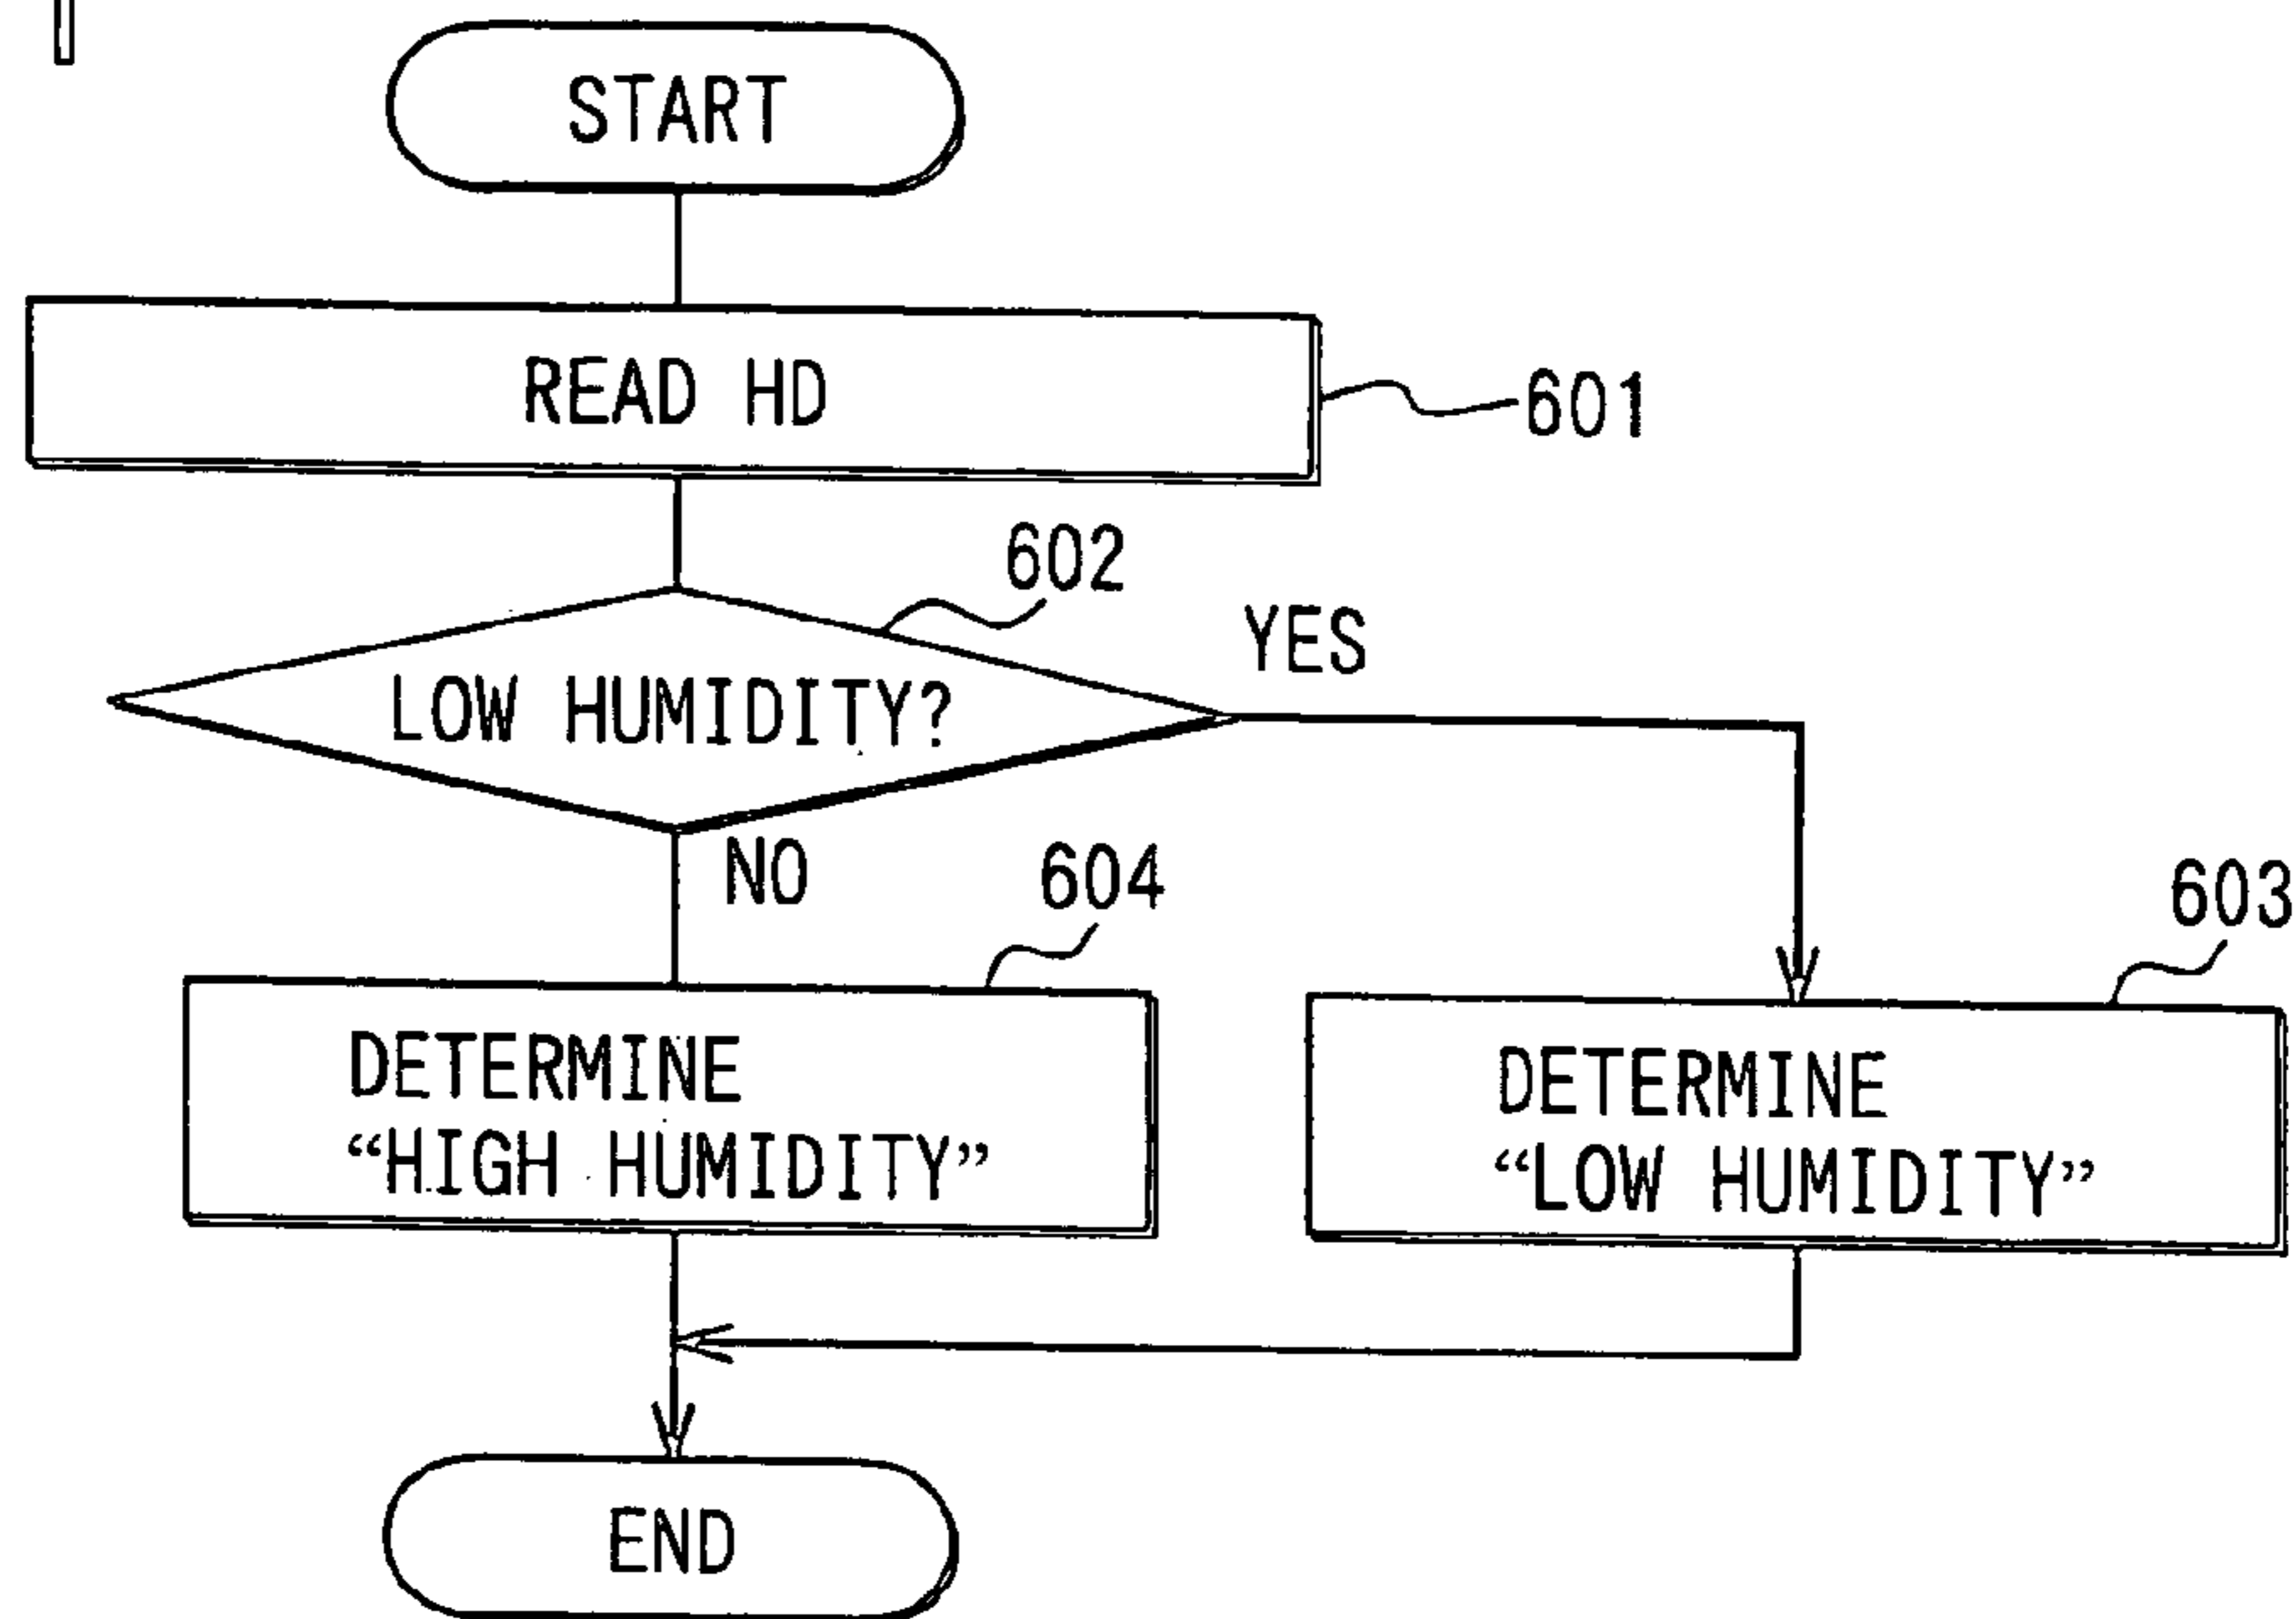 START
READ HD
601
602
YES
LOW HUMIDITY?
NO
604
603
DETERMINE
“HIGH HUMIDITY”
DETERMINE
“LOW HUMIDITY”
END